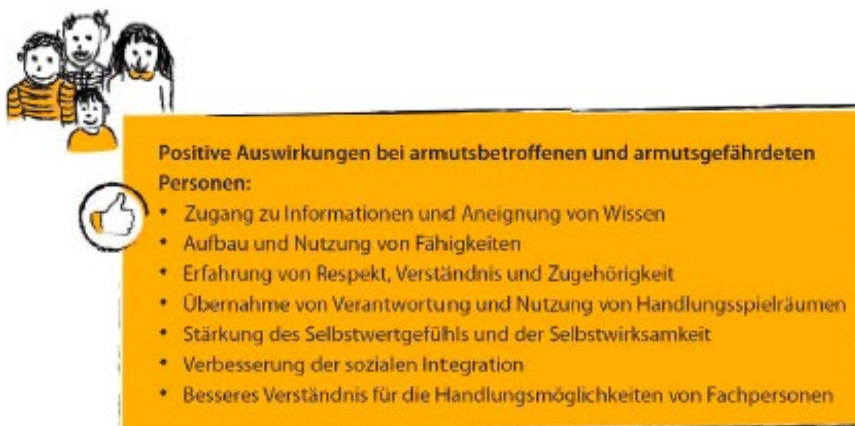 Positive Auswirkungen bei armutsbetroffenen und armutsgefährdeten
Personen:
• Zugang zu Informationen und Aneignung von Wissen
• Aufbau und Nutzung von Fähigkeiten
• Erfahrung von Respekt, Verständnis und Zugehörigkeit
• Übernahme von Verantwortung und Nutzung von Handlungsspielräumen
• Stärkung des Selbstwertgefühls und der Selbstwirksamkeit
• Verbesserung der sozialen Integration
• Besseres Verständnis für die Handlungsmöglichkeiten von Fachpersonen